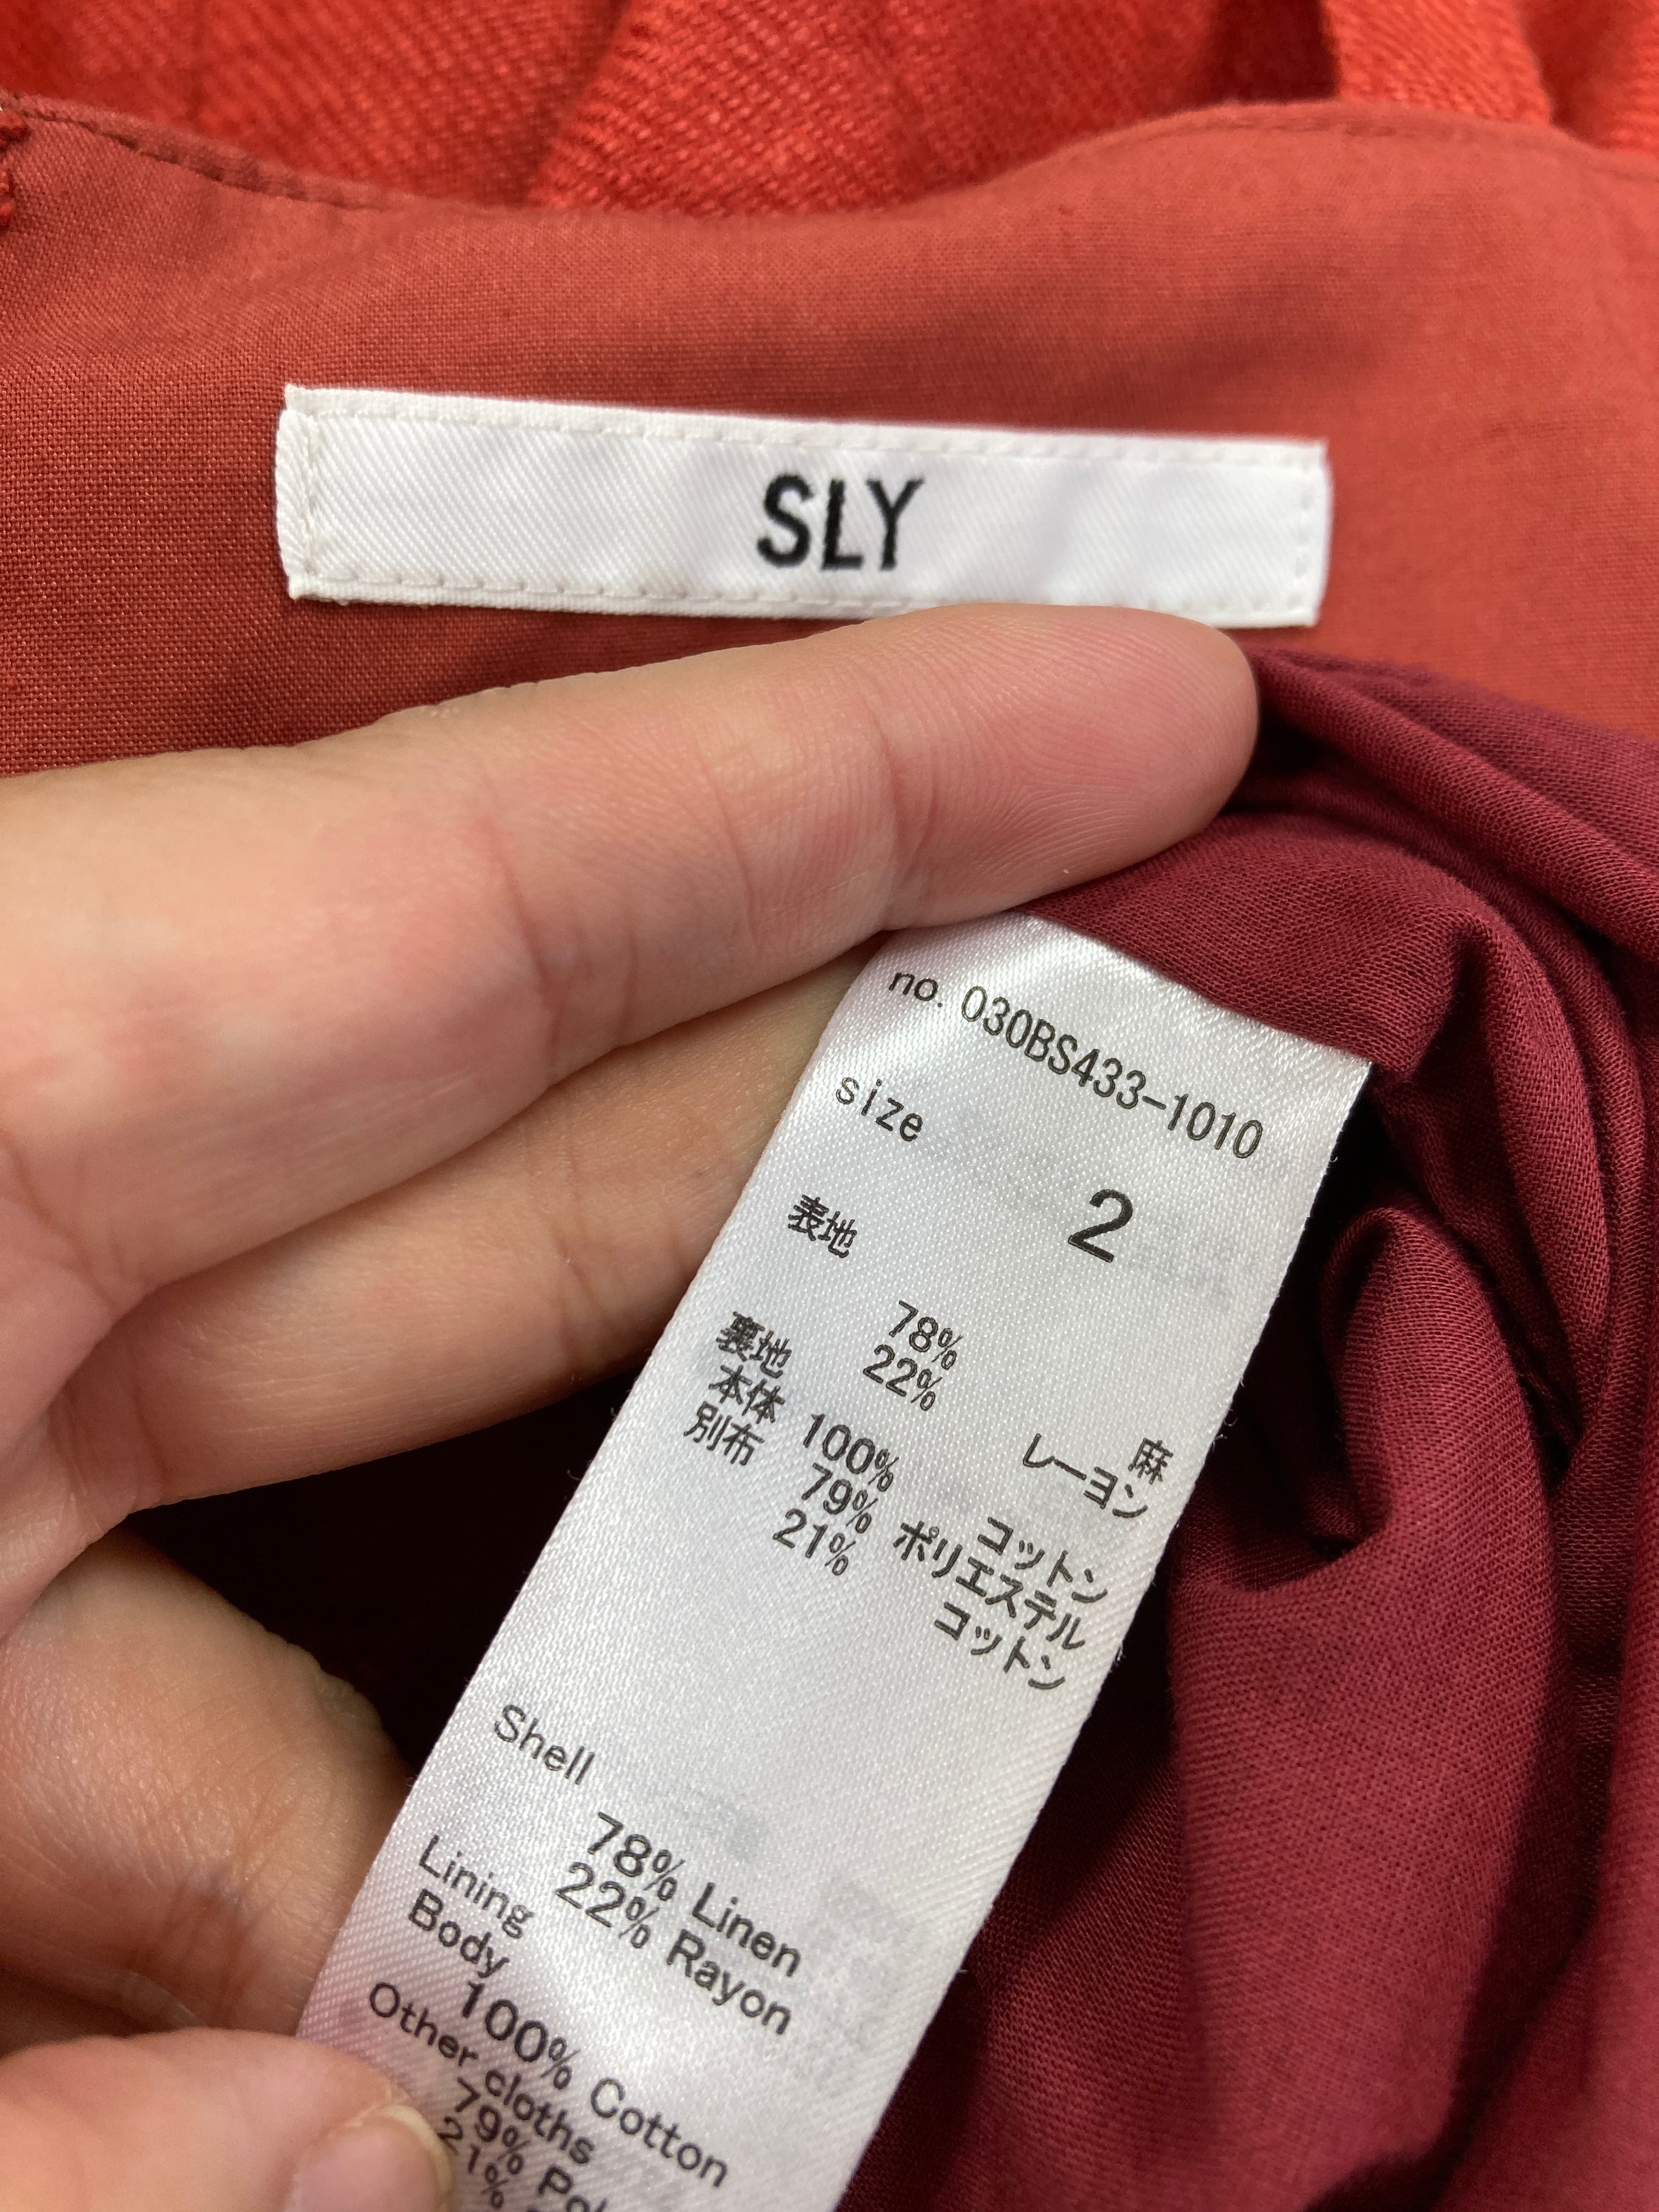 SLY
no. 030BS433-1010
size
2
表地
78% 麻
22% レーヨン
裏地
本体 100% コットン
別布 79% ポリエステル
21% コットン
Shell
78% Linen
22% Rayon
Lining
Body
100% Cotton
Other cloths
79%
21%